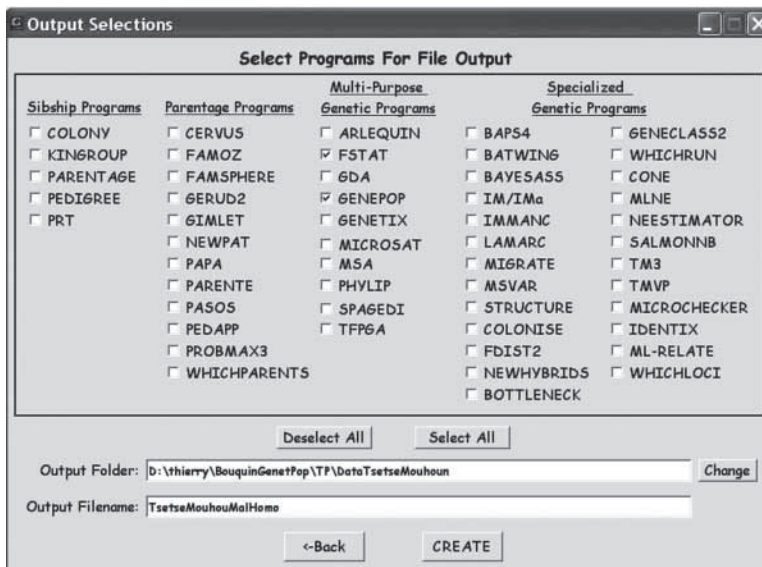 Output Selections
Select Programs For File Output
Sibship Programs
COLONY
KINGROUP
PARENTAGE
PEDIGREE
PRT
Parentage Programs
CERVUS
FAMOZ
FAMSPHERE
GERUD2
GIMLET
NEWPAT
PAPA
PARENTE
PASOS
PEDAPP
PROBMAX3
WHICHPARENTS
Multi-Purpose
Genetic Programs
ARLEQUIN
FSTAT
GDA
GENEPOP
GENETIX
MICROSAT
MSA
PHYLIP
SPAGEDI
TFPGA
Specialized
Genetic Programs
BAPS4
BATWING
BAYESASS
IM/IMa
IMMANC
LAMARC
MIGRATE
MSVAR
STRUCTURE
COLONISE
FDIST2
NEWHYBRIDS
BOTTLENECK
GENECLASS2
WHICHRUN
CONE
MLNE
NEESTIMATOR
SALMONNB
TM3
TMVP
MICROCHECKER
IDENTIX
ML-RELATE
WHICHLOCI
Deselect All
Select All
Output Folder: D:\thierry\BouquinGenetPop\TP\DataTsetseMouhoun
Change
Output Filename: TsetseMouhouMalHomo
<-Back
CREATE